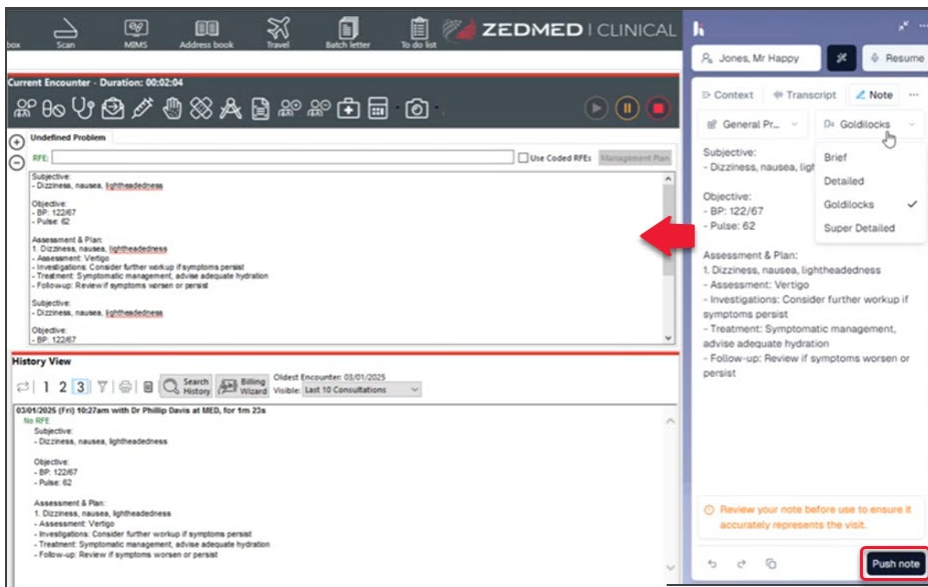 box Scan MIMS Address book Travel Batch letter To do list ZEDMED | CLINICAL
Current Encounter - Duration: 00:02:04
Undefined Problem
RFE: Use Coded RFEs Management Plan
Subjective:
- Dizziness, nausea, lightheadedness
Objective:
- BP: 122/67
- Pulse: 62
Assessment & Plan:
1. Dizziness, nausea, lightheadedness
- Assessment: Vertigo
- Investigations: Consider further workup if symptoms persist
- Treatment: Symptomatic management, advise adequate hydration
- Follow-up: Review if symptoms worsen or persist
Subjective:
- Dizziness, nausea, lightheadedness
Objective:
- BP: 122/67
History View
1 2 3 Search History Billing Wizard
Oldest Encounter: 03/01/2025
Visible: Last 10 Consultations
03/01/2025 (Fri) 10:27am with Dr Phillip Davis at MED, for 1m 23s
No RFE
Subjective:
- Dizziness, nausea, lightheadedness
Objective:
- BP: 122/67
- Pulse: 62
Assessment & Plan:
1. Dizziness, nausea, lightheadedness
- Assessment: Vertigo
- Investigations: Consider further workup if symptoms persist
- Treatment: Symptomatic management, advise adequate hydration
- Follow-up: Review if symptoms worsen or persist
Jones, Mr Happy Resume
Context Transcript Note ...
General Pr... Goldilocks
Subjective:
- Dizziness, nausea, ligh
Objective:
- BP: 122/67
- Pulse: 62
Brief
Detailed
Goldilocks
Super Detailed
Assessment & Plan:
1. Dizziness, nausea, lightheadedness
- Assessment: Vertigo
- Investigations: Consider further workup if
symptoms persist
- Treatment: Symptomatic management,
advise adequate hydration
- Follow-up: Review if symptoms worsen or
persist
Review your note before use to ensure it
accurately represents the visit.
Push note